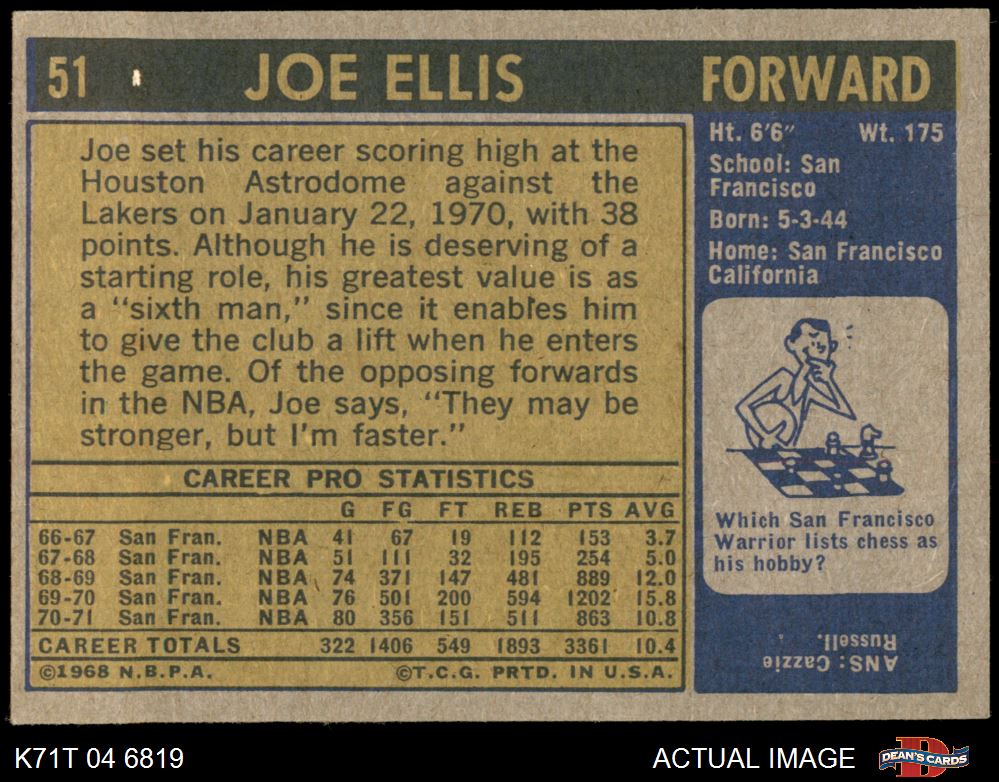 51 JOE ELLIS FORWARD
Joe set his career scoring high at the
Houston Astrodome against the
Lakers on January 22, 1970, with 38
points. Although he is deserving of a
starting role, his greatest value is as
a "sixth man," since it enables him
to give the club a lift when he enters
the game. Of the opposing forwards
in the NBA, Joe says, "They may be
stronger, but I'm faster."
CAREER PRO STATISTICS
G FG FT REB PTS AVG
66-67 San Fran. NBA 41 67 19 112 153 3.7
67-68 San Fran. NBA 51 111 32 195 254 5.0
68-69 San Fran. NBA 74 371 147 481 889 12.0
69-70 San Fran. NBA 76 501 200 594 1202 15.8
70-71 San Fran. NBA 80 356 151 511 863 10.8
CAREER TOTALS 322 1406 549 1893 3361 10.4
©1968 N.B.P.A. ©T.C.G. PRTD. IN U.S.A.
Ht. 6'6" Wt. 175
School: San
Francisco
Born: 5-3-44
Home: San Francisco
California
Which San Francisco
Warrior lists chess as
his hobby?
ANS: Cazzie
Russell.
K71T 04 6819 ACTUAL IMAGE DEAN'S CARDS